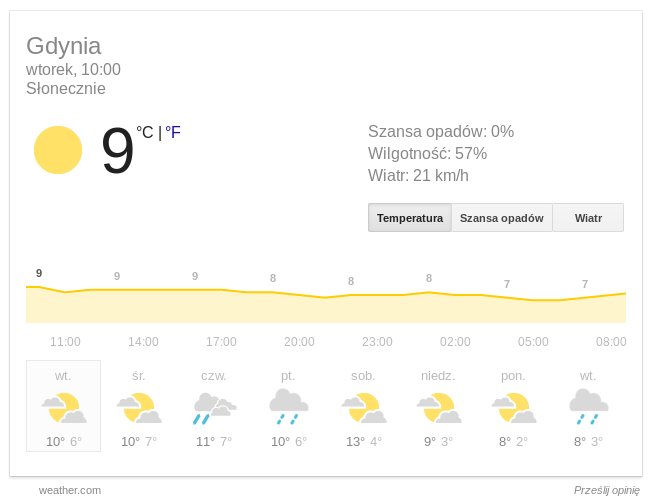 Gdynia
wtorek, 10:00
Słonecznie
9 °C | °F
Szansa opadów: 0%
Wilgotność: 57%
Wiatr: 21 km/h
Temperatura Szansa opadów Wiatr
9 9 9 8 8 8 7 7
11:00 14:00 17:00 20:00 23:00 02:00 05:00 08:00
wt. śr. czw. pt. sob. niedz. pon. wt.
10° 6° 10° 7° 11° 7° 10° 6° 13° 4° 9° 3° 8° 2° 8° 3°
weather.com Prześlij opinię